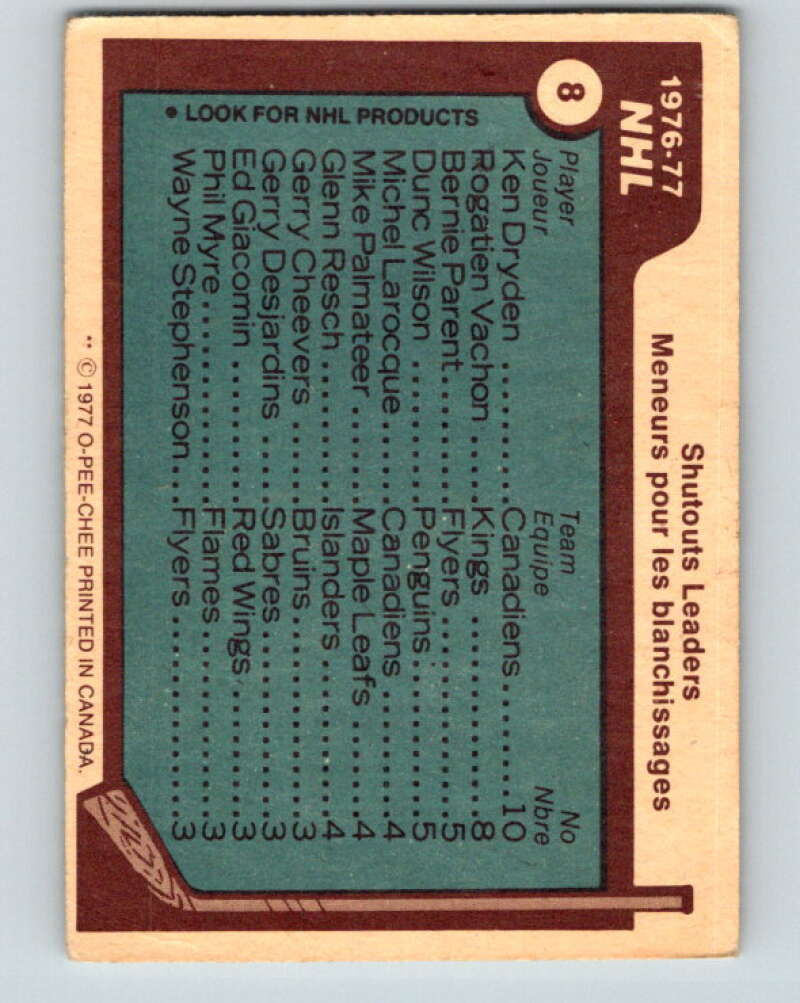 1976-77
NHL
Shutouts Leaders
Meneurs pour les blanchissages
8
Player Team No
Joueur Equipe Nbre
Ken Dryden ......... Canadiens ........ 10
Rogatien Vachon .... Kings ........ 8
Bernie Parent ........ Flyers ........ 5
Dunc Wilson ........ Penguins ........ 5
Michel Larocque ..... Canadiens ........ 4
Mike Palmateer ...... Maple Leafs ...... 4
Glenn Resch ........ Islanders ........ 4
Gerry Cheevers ..... Bruins ........ 3
Gerry Desjardins .... Sabres ........ 3
Ed Giacomin ........ Red Wings ........ 3
Phil Myre .......... Flames ........ 3
Wayne Stephenson ... Flyers ........ 3
• LOOK FOR NHL PRODUCTS
** © 1977 O-PEE-CHEE PRINTED IN CANADA.